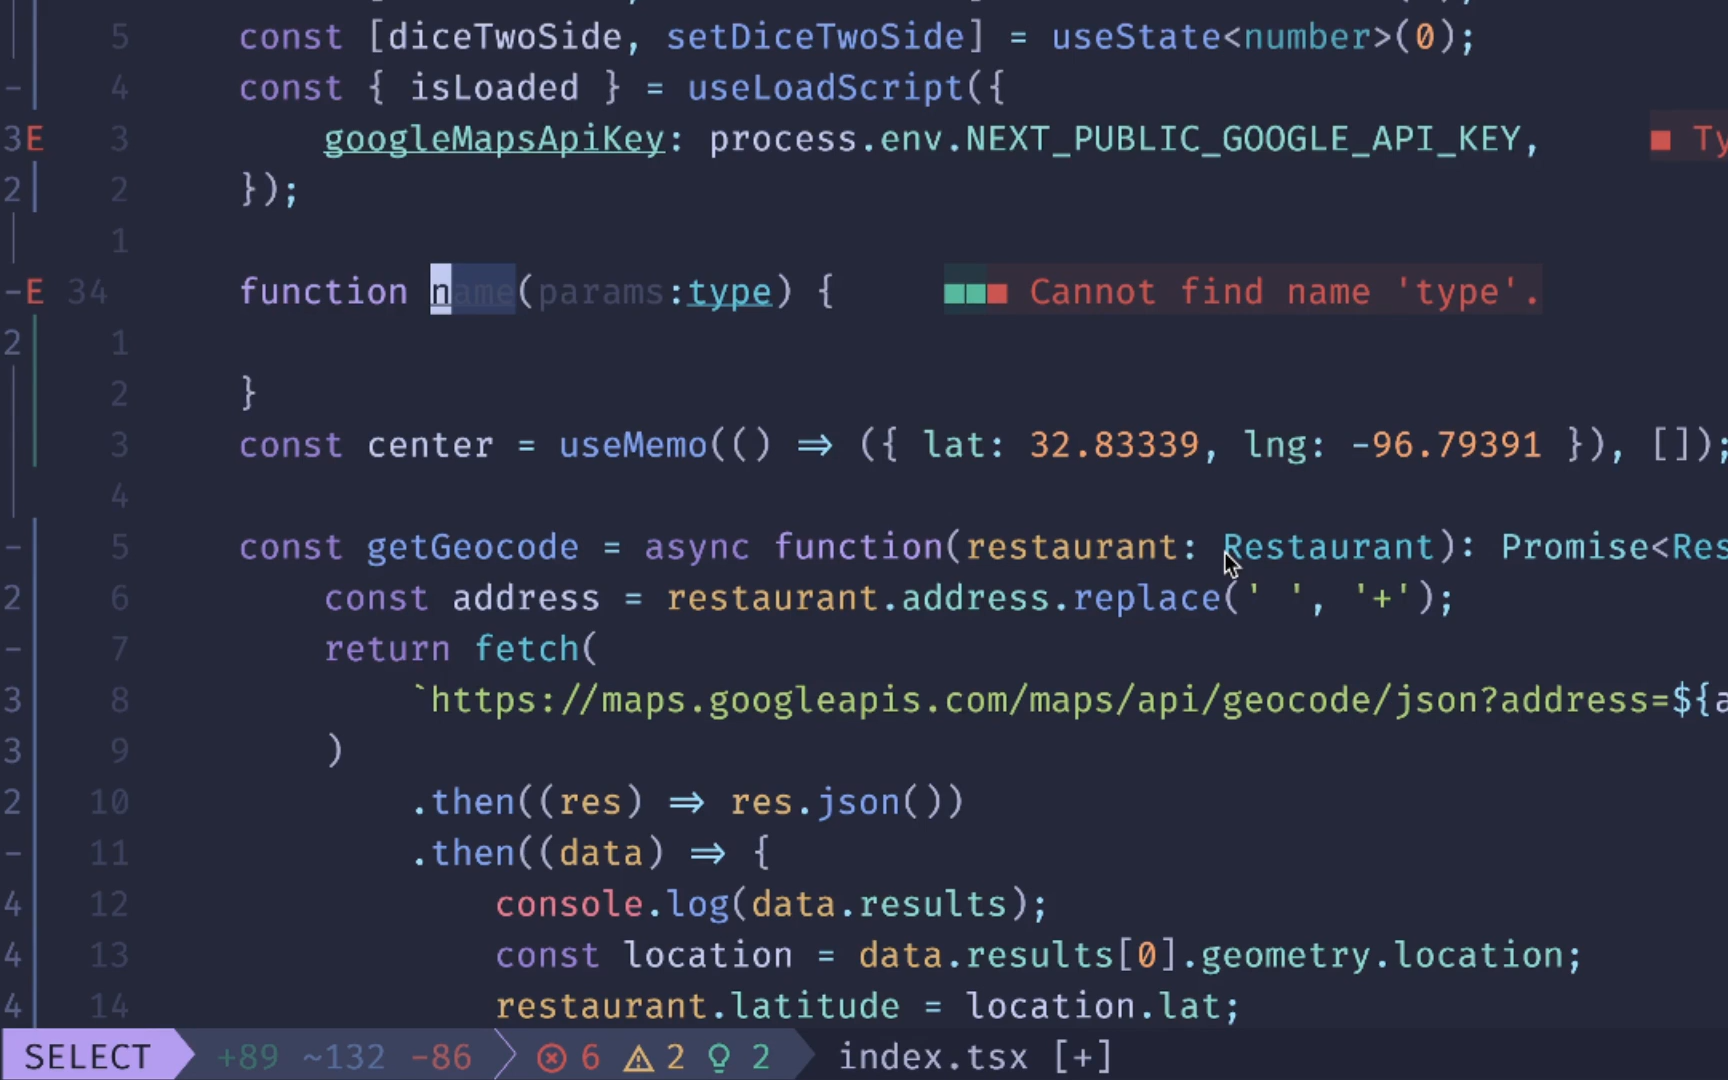 5 const [diceTwoSide, setDiceTwoSide] = useState<number>(0);
- 4 const { isLoaded } = useLoadScript({
3E 3 googleMapsApiKey: process.env.NEXT_PUBLIC_GOOGLE_API_KEY, ■ Ty
2 2 });
1
-E 34 function name(params:type) { ■■■ Cannot find name 'type'.
2 1
2 }
3 const center = useMemo(() => ({ lat: 32.83339, lng: -96.79391 }), []);
4
- 5 const getGeocode = async function(restaurant: Restaurant): Promise<Res
2 6 const address = restaurant.address.replace(' ', '+');
- 7 return fetch(
3 8 `https://maps.googleapis.com/maps/api/geocode/json?address=${a
3 9 )
2 10 .then((res) => res.json())
- 11 .then((data) => {
4 12 console.log(data.results);
4 13 const location = data.results[0].geometry.location;
4 14 restaurant.latitude = location.lat;
SELECT +89 ~132 -86 6 2 2 index.tsx [+]